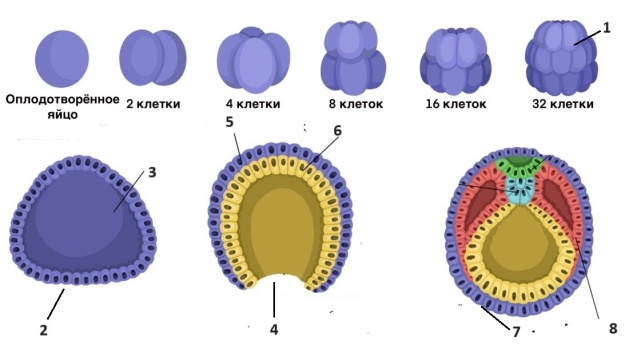 1
Оплодотворённое
яйцо
2 клетки
4 клетки
8 клеток
16 клеток
32 клетки
5
6
3
2
4
7
8